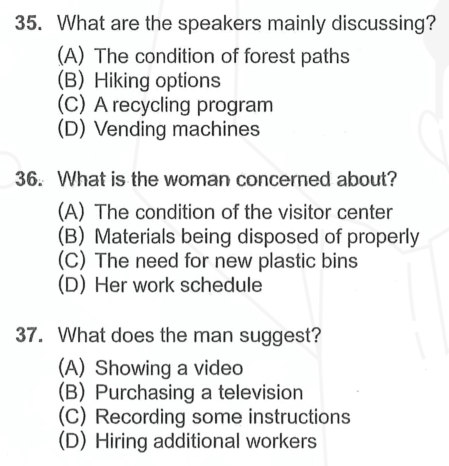 35. What are the speakers mainly discussing?
(A) The condition of forest paths
(B) Hiking options
(C) A recycling program
(D) Vending machines
36. What is the woman concerned about?
(A) The condition of the visitor center
(B) Materials being disposed of properly
(C) The need for new plastic bins
(D) Her work schedule
37. What does the man suggest?
(A) Showing a video
(B) Purchasing a television
(C) Recording some instructions
(D) Hiring additional workers